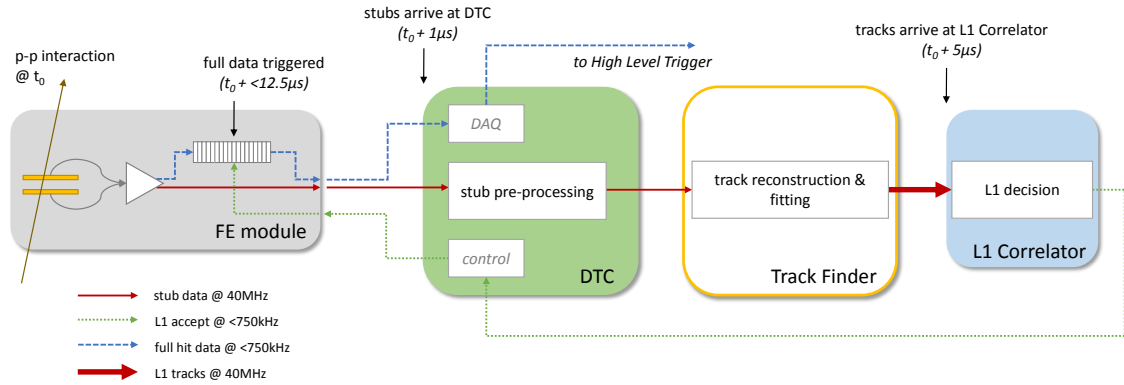 stubs arrive at DTC
(t0 + 1μs)
tracks arrive at L1 Correlator
(t0 + 5μs)
p-p interaction
@ t0
full data triggered
(t0 + <12.5μs)
to High Level Trigger
DAQ
stub pre-processing
track reconstruction &
fitting
L1 decision
control
FE module
DTC
Track Finder
L1 Correlator
stub data @ 40MHz
L1 accept @ <750kHz
full hit data @ <750kHz
L1 tracks @ 40MHz